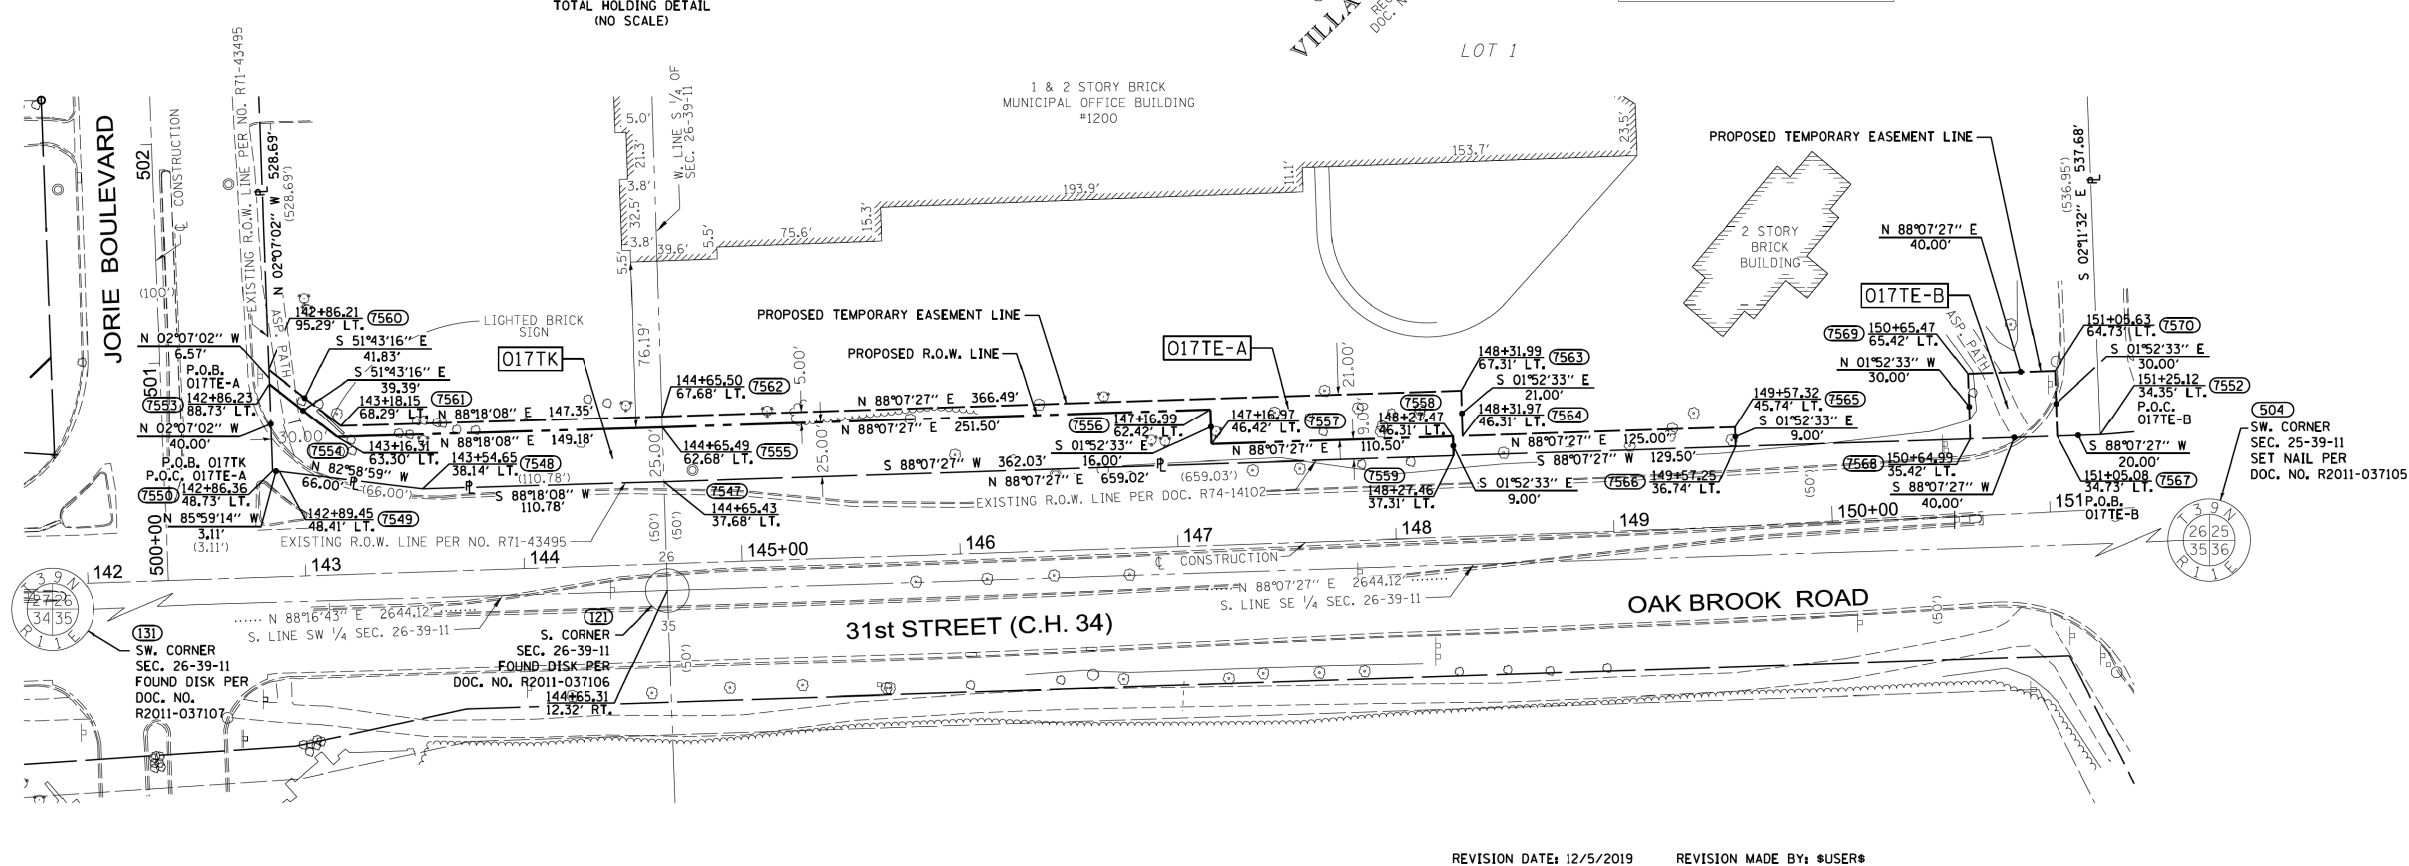 TOTAL HOLDING DETAIL
(NO SCALE)
LOT 1
1 & 2 STORY BRICK
MUNICIPAL OFFICE BUILDING
#1200
JORIE BOULEVARD
502
501
500+00
℄ CONSTRUCTION
(100')
EXISTING R.O.W. LINE PER NO. R71-43495
N 02°07'02" W 528.69'
(528.69')
ASP. PATH
W. LINE S 1/4 OF
SEC. 26-39-11
5.0'
21.3'
3.8'
32.5'
3.8'
5.5'
39.6'
5.5'
75.6'
15.3'
193.9'
11.1'
153.7'
23.5'
76.19'
PROPOSED TEMPORARY EASEMENT LINE
2 STORY
BRICK
BUILDING
N 88°07'27" E
40.00'
017TE-B
S 02°11'32" E 537.68'
(536.95')
142+86.21
95.29' LT.
7560
LIGHTED BRICK
SIGN
N 02°07'02" W
6.57'
S 51°43'16" E
41.83'
P.O.B.
017TE-A
142+86.23
88.73' LT.
7553
S 51°43'16" E
39.39'
143+18.15
68.29' LT.
7561
017TK
N 88°18'08" E 147.35'
144+65.50
67.68' LT.
7562
PROPOSED TEMPORARY EASEMENT LINE
PROPOSED R.O.W. LINE
5.00'
017TE-A
N 88°07'27" E 366.49'
21.00'
148+31.99
67.31' LT.
7563
S 01°52'33" E
21.00'
148+31.97
46.31' LT.
7564
7569
150+65.47
65.42' LT.
N 01°52'33" W
30.00'
ASP. PATH
151+05.63
64.73' LT.
7570
S 01°52'33" E
30.00'
151+25.12
34.35' LT.
7552
P.O.C.
017TE-B
504
SW. CORNER
SEC. 25-39-11
SET NAIL PER
DOC. NO. R2011-037105
N 02°07'02" W
40.00'
30.00'
7554
143+16.31
63.30' LT.
N 88°18'08" E 149.18'
144+65.49
62.68' LT.
7555
25.00'
25.00'
N 88°07'27" E 251.50'
7556
147+16.99
62.42' LT.
S 01°52'33" E
16.00'
147+16.97
46.42' LT.
7557
9.00'
7558
148+27.47
46.31' LT.
N 88°07'27" E 110.50'
N 88°07'27" E 125.00'
149+57.32
45.74' LT.
7565
S 01°52'33" E
9.00'
S 88°07'27" W 129.50'
P.O.B. 017TK
P.O.C. 017TE-A
142+86.36
48.73' LT.
7550
N 82°58'59" W
66.00'
(66.00')
143+54.65
38.14' LT.
7548
(110.78')
S 88°18'08" W
110.78'
S 88°07'27" W 362.03'
N 88°07'27" E 659.02'
(659.03')
7547
144+65.43
37.68' LT.
EXISTING R.O.W. LINE PER DOC. R74-14102
7559
148+27.46
37.31' LT.
S 01°52'33" E
9.00'
7566
149+57.25
36.74' LT.
7568
150+64.99
35.42' LT.
S 88°07'27" W
40.00'
S 88°07'27" W
20.00'
151+05.08
34.73' LT.
7567
P.O.B.
017TE-B
N 85°59'14" W
3.11'
(3.11')
142+89.45
48.41' LT.
7549
EXISTING R.O.W. LINE PER NO. R71-43495
(50')
(50')
(50')
142
143
144
145+00
146
147
148
149
150+00
151
℄ CONSTRUCTION
T 39 N
27 26
34 35
R 11 E
26
35
T 39 N
26 25
35 36
R 11 E
N 88°16'43" E 2644.12'
S. LINE SW 1/4 SEC. 26-39-11
N 88°07'27" E 2644.12'
S. LINE SE 1/4 SEC. 26-39-11
31st STREET (C.H. 34)
OAK BROOK ROAD
(50')
(50')
131
SW. CORNER
SEC. 26-39-11
FOUND DISK PER
DOC. NO.
R2011-037107
121
S. CORNER
SEC. 26-39-11
FOUND DISK PER
DOC. NO. R2011-037106
144+65.31
12.32' RT.
REVISION DATE: 12/5/2019 REVISION MADE BY: $USER$